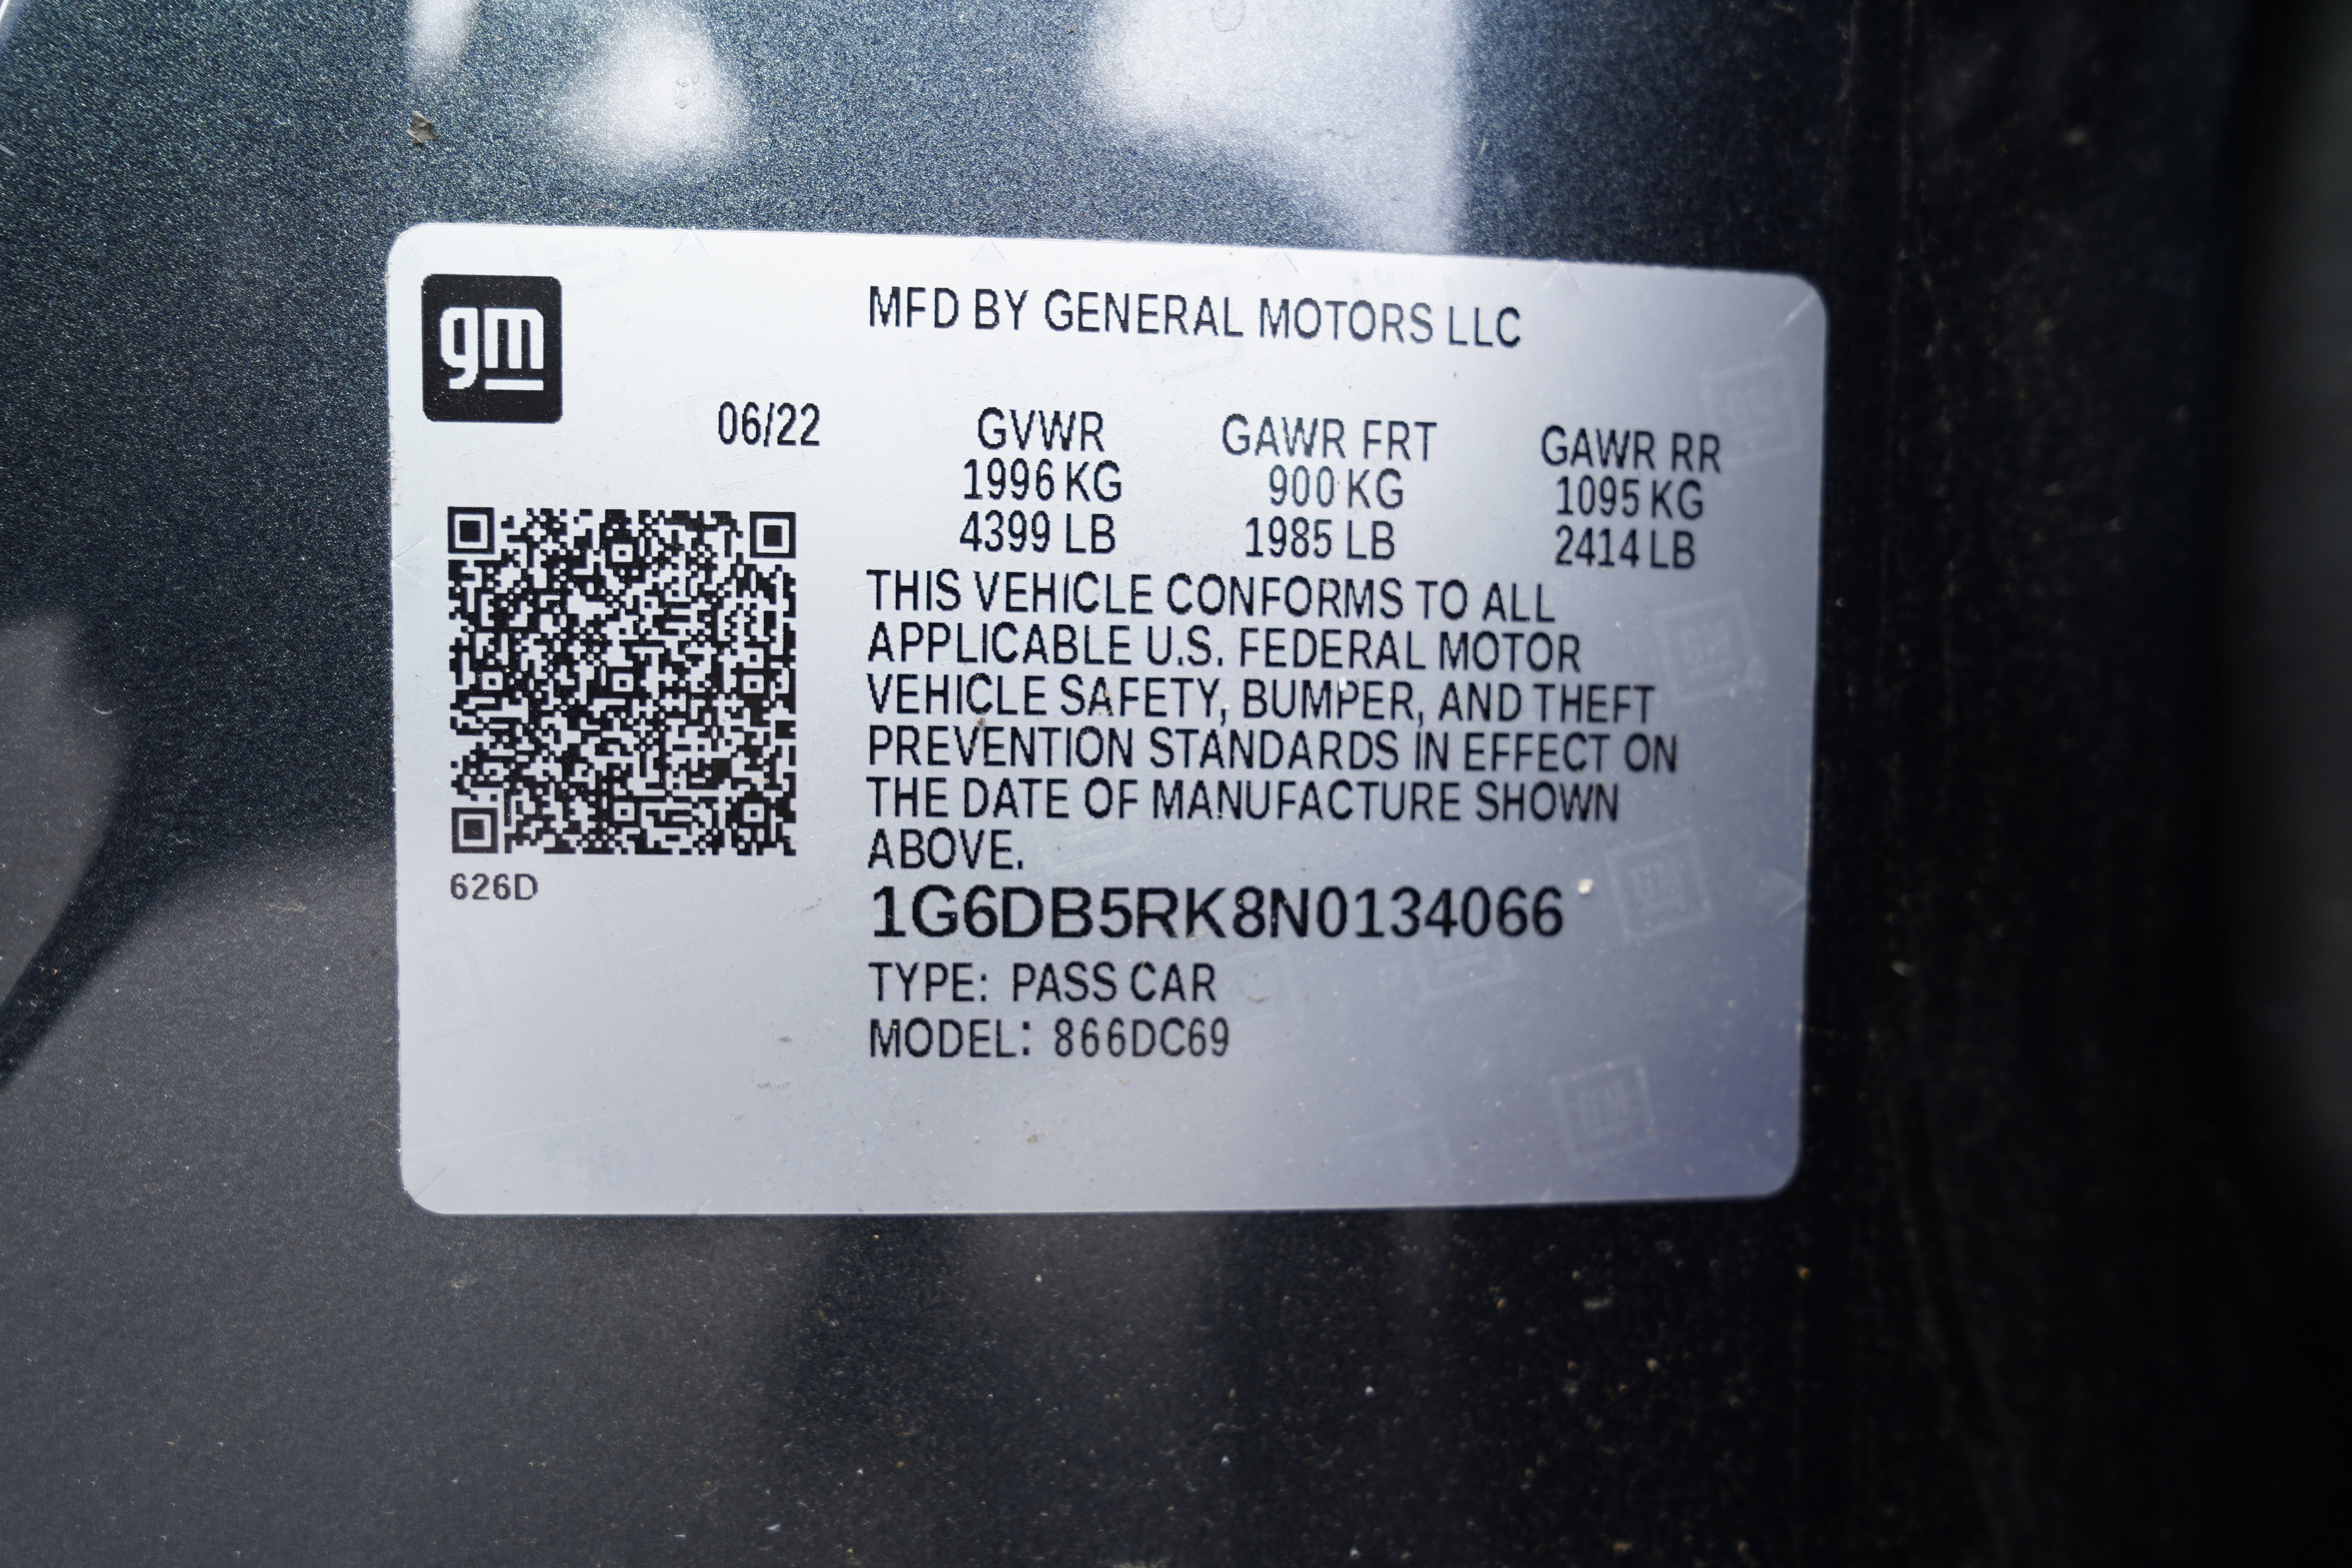 gm
MFD BY GENERAL MOTORS LLC
06/22 GVWR GAWR FRT GAWR RR
1996 KG 900 KG 1095 KG
4399 LB 1985 LB 2414 LB
THIS VEHICLE CONFORMS TO ALL
APPLICABLE U.S. FEDERAL MOTOR
VEHICLE SAFETY, BUMPER, AND THEFT
PREVENTION STANDARDS IN EFFECT ON
THE DATE OF MANUFACTURE SHOWN
ABOVE.
626D
1G6DB5RK8N0134066
TYPE: PASS CAR
MODEL: 866DC69